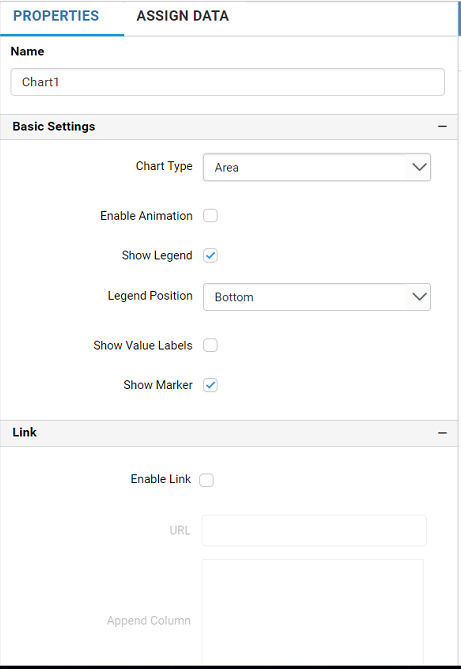 PROPERTIES ASSIGN DATA
Name
Chart1
Basic Settings
Chart Type Area
Enable Animation
Show Legend
Legend Position Bottom
Show Value Labels
Show Marker
Link
Enable Link
URL
Append Column